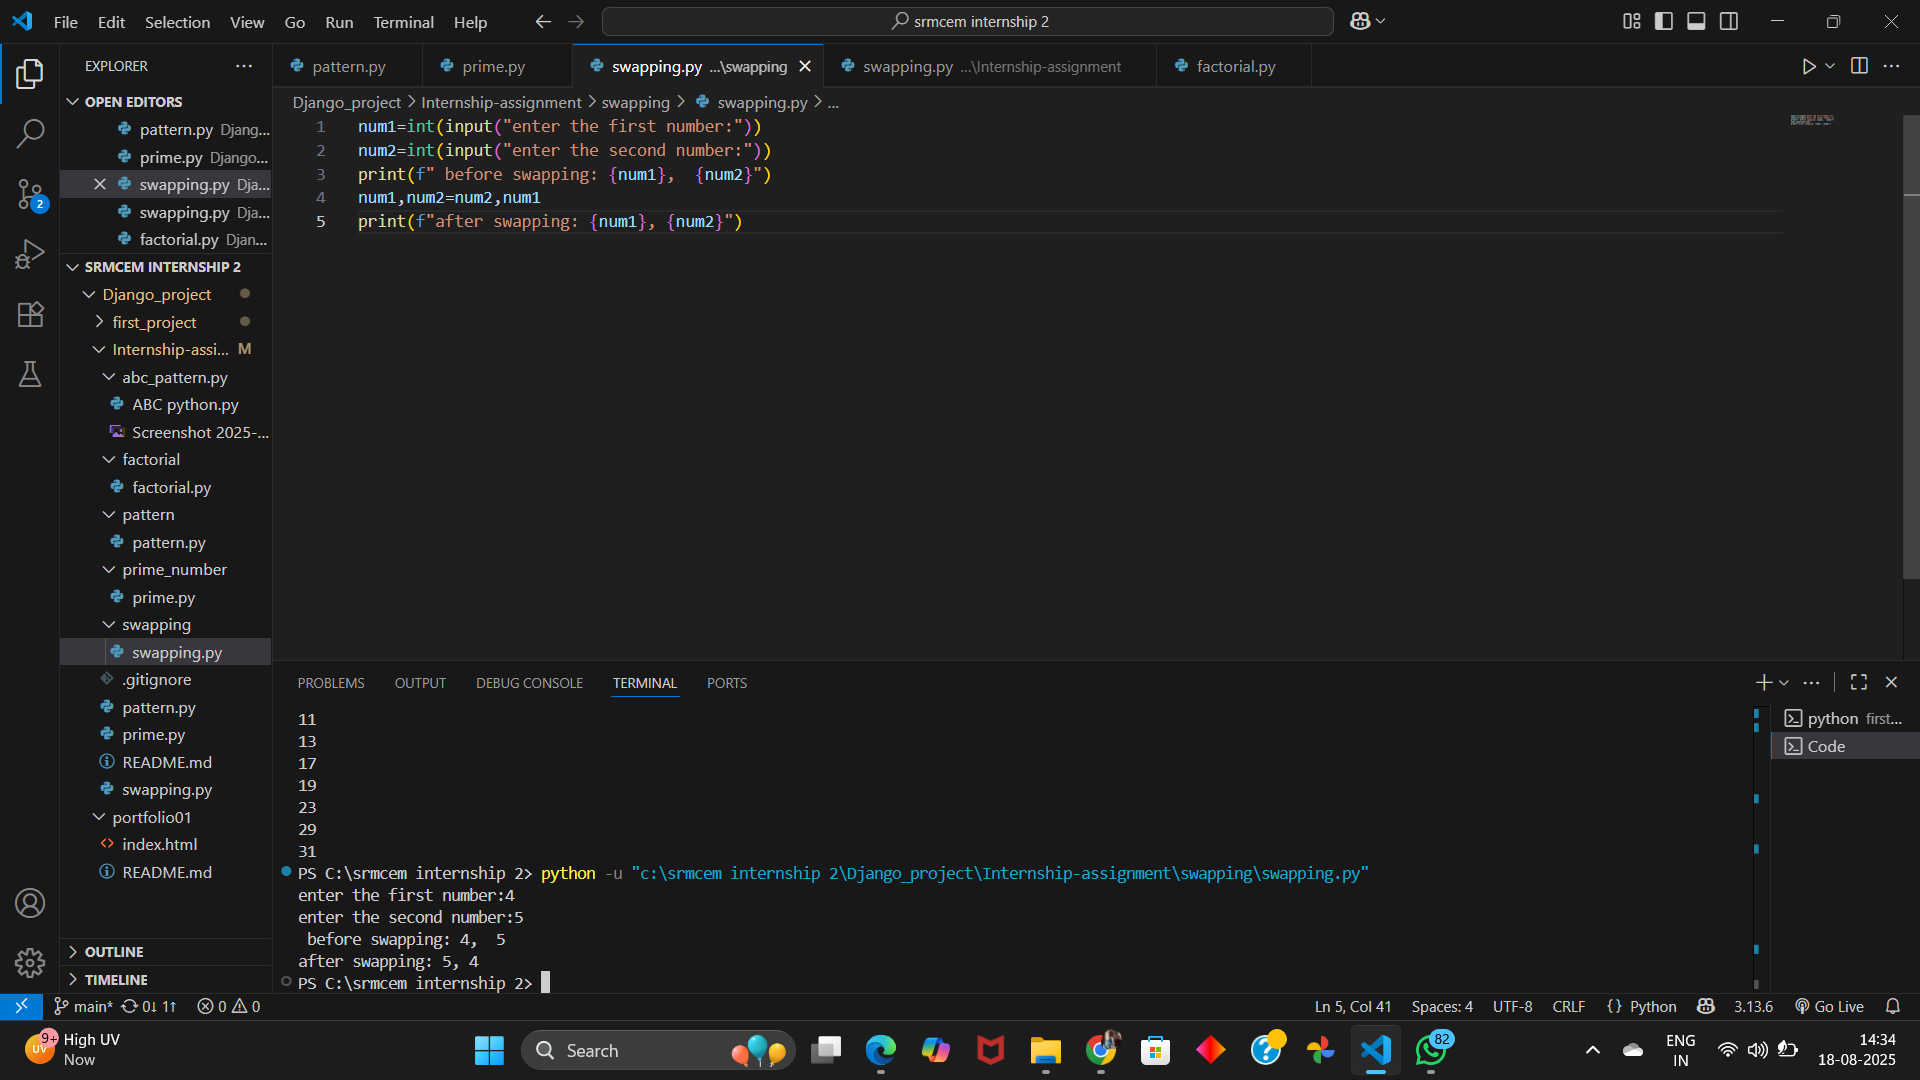 File Edit Selection View Go Run Terminal Help
srmcem internship 2
EXPLORER
OPEN EDITORS
pattern.py Djang...
prime.py Django...
swapping.py Dja...
swapping.py Dja...
factorial.py Djan...
SRMCEM INTERNSHIP 2
Django_project
first_project
Internship-assi... M
abc_pattern.py
ABC python.py
Screenshot 2025-...
factorial
factorial.py
pattern
pattern.py
prime_number
prime.py
swapping
swapping.py
.gitignore
pattern.py
prime.py
README.md
swapping.py
portfolio01
index.html
README.md
OUTLINE
TIMELINE
2
pattern.py prime.py swapping.py ...\swapping swapping.py ...\Internship-assignment factorial.py
Django_project > Internship-assignment > swapping > swapping.py > ...
1 num1=int(input("enter the first number:"))
2 num2=int(input("enter the second number:"))
3 print(f" before swapping: {num1},  {num2}")
4 num1,num2=num2,num1
5 print(f"after swapping: {num1}, {num2}")
PROBLEMS OUTPUT DEBUG CONSOLE TERMINAL PORTS
11
13
17
19
23
29
31
PS C:\srmcem internship 2> python -u "c:\srmcem internship 2\Django_project\Internship-assignment\swapping\swapping.py"
enter the first number:4
enter the second number:5
 before swapping: 4,  5
after swapping: 5, 4
PS C:\srmcem internship 2>
python first...
Code
main* 0↓ 1↑ 0 0
Ln 5, Col 41 Spaces: 4 UTF-8 CRLF {} Python 3.13.6 Go Live
9+
UV
High UV
Now
Search
82
ENG
IN
14:34
18-08-2025